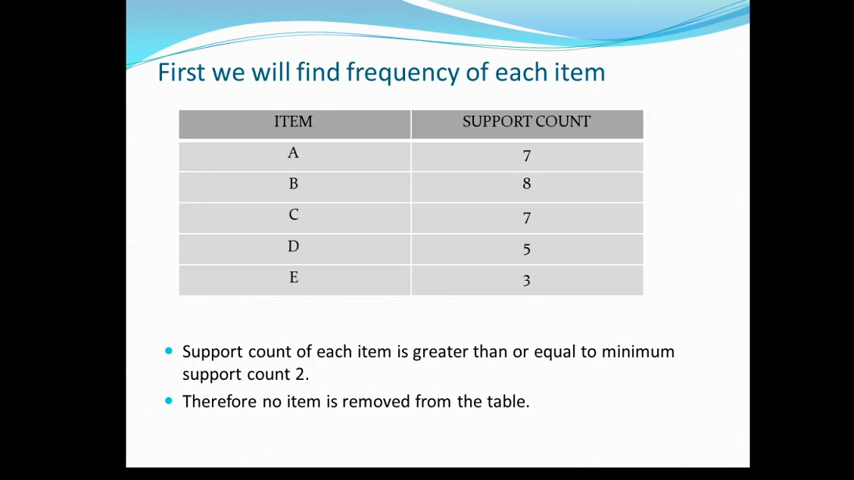 First we will find frequency of each item
ITEM SUPPORT COUNT
A 7
B 8
C 7
D 5
E 3
Support count of each item is greater than or equal to minimum
support count 2.
Therefore no item is removed from the table.